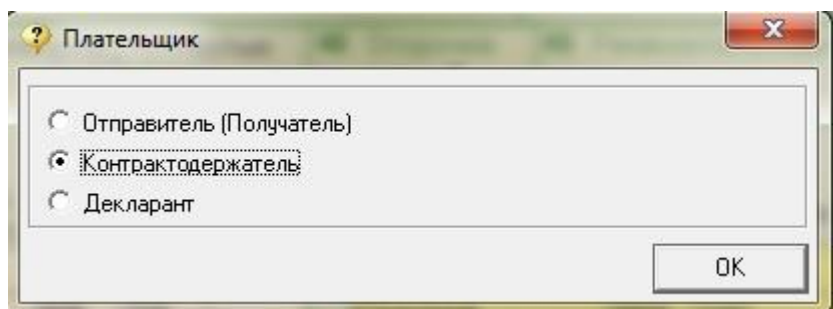 Плательщик
Отправитель (Получатель)
Контрактодержатель
Декларант
OK